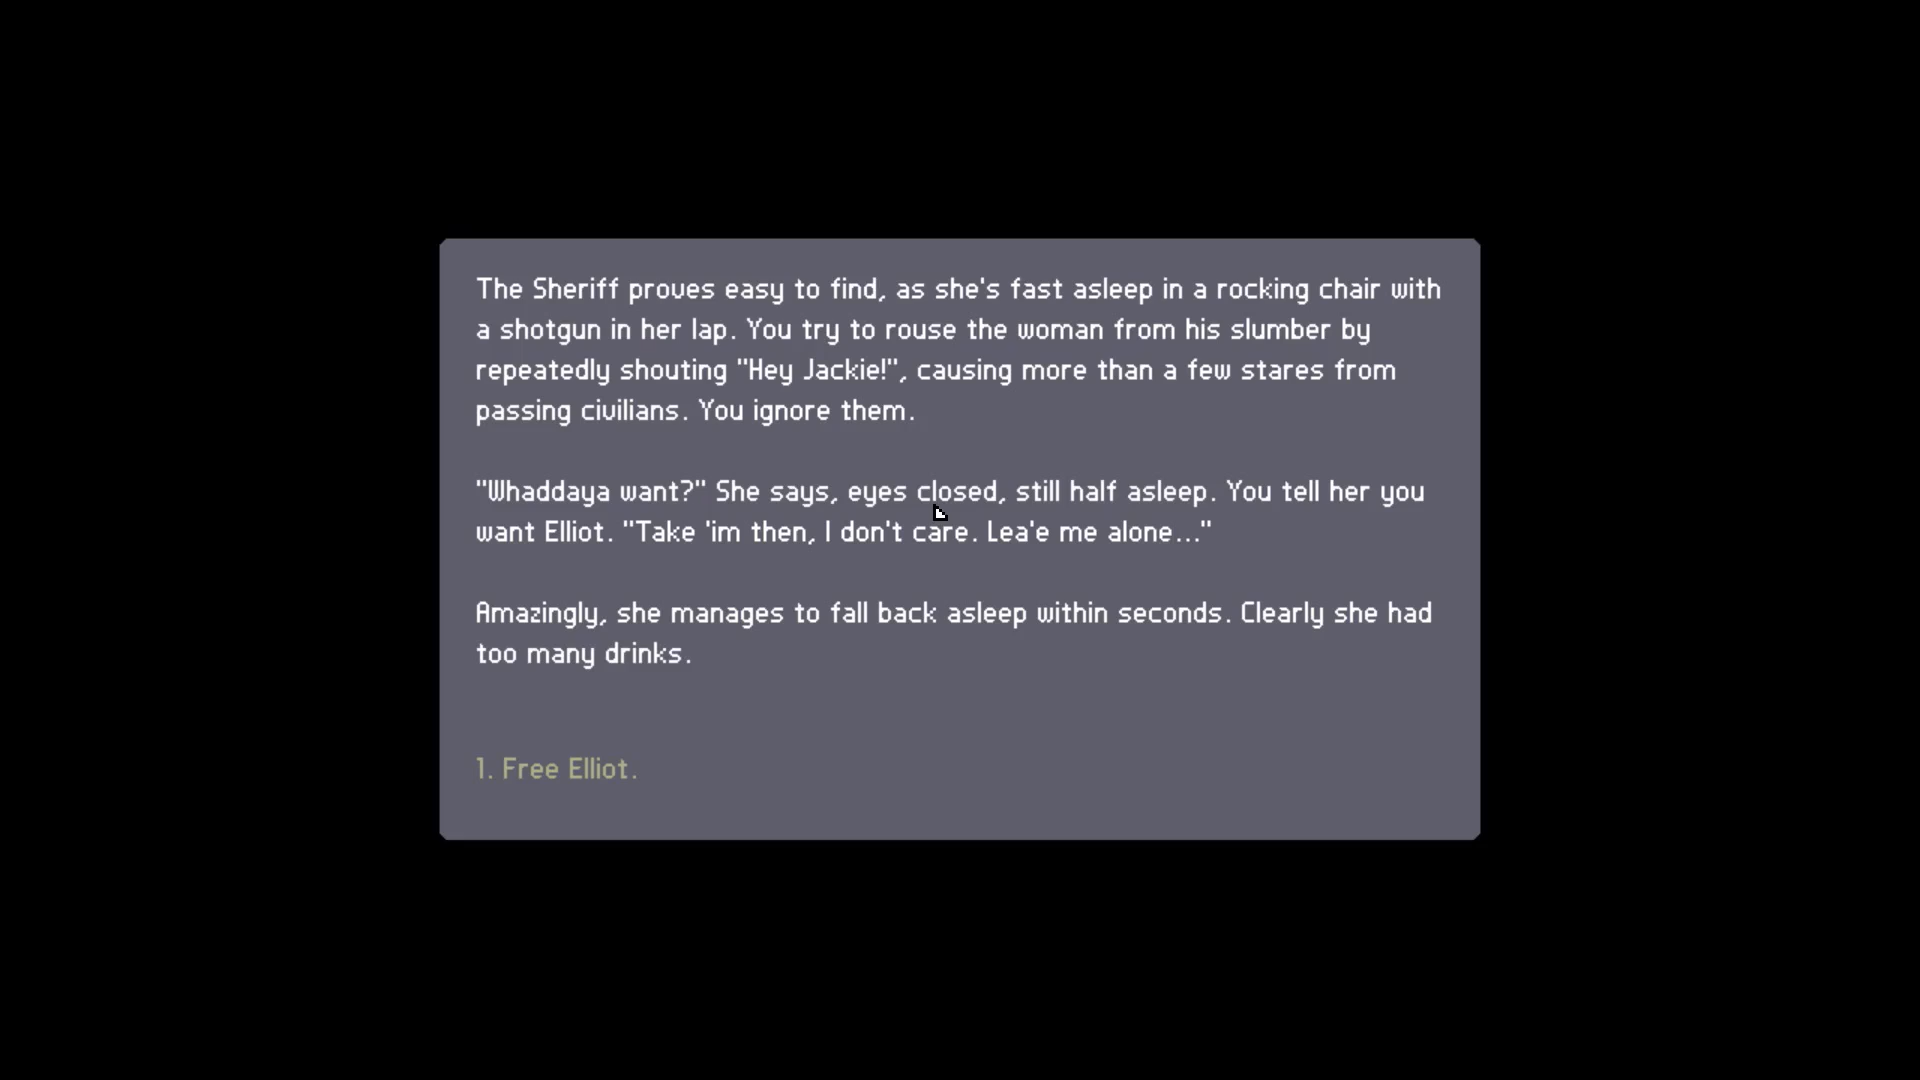 The Sheriff proves easy to find, as she's fast asleep in a rocking chair with
a shotgun in her lap. You try to rouse the woman from his slumber by
repeatedly shouting "Hey Jackie!", causing more than a few stares from
passing civilians. You ignore them.
"Whaddaya want?" She says, eyes closed, still half asleep. You tell her you
want Elliot. "Take 'im then, I don't care. Lea'e me alone..."
Amazingly, she manages to fall back asleep within seconds. Clearly she had
too many drinks.
1. Free Elliot.